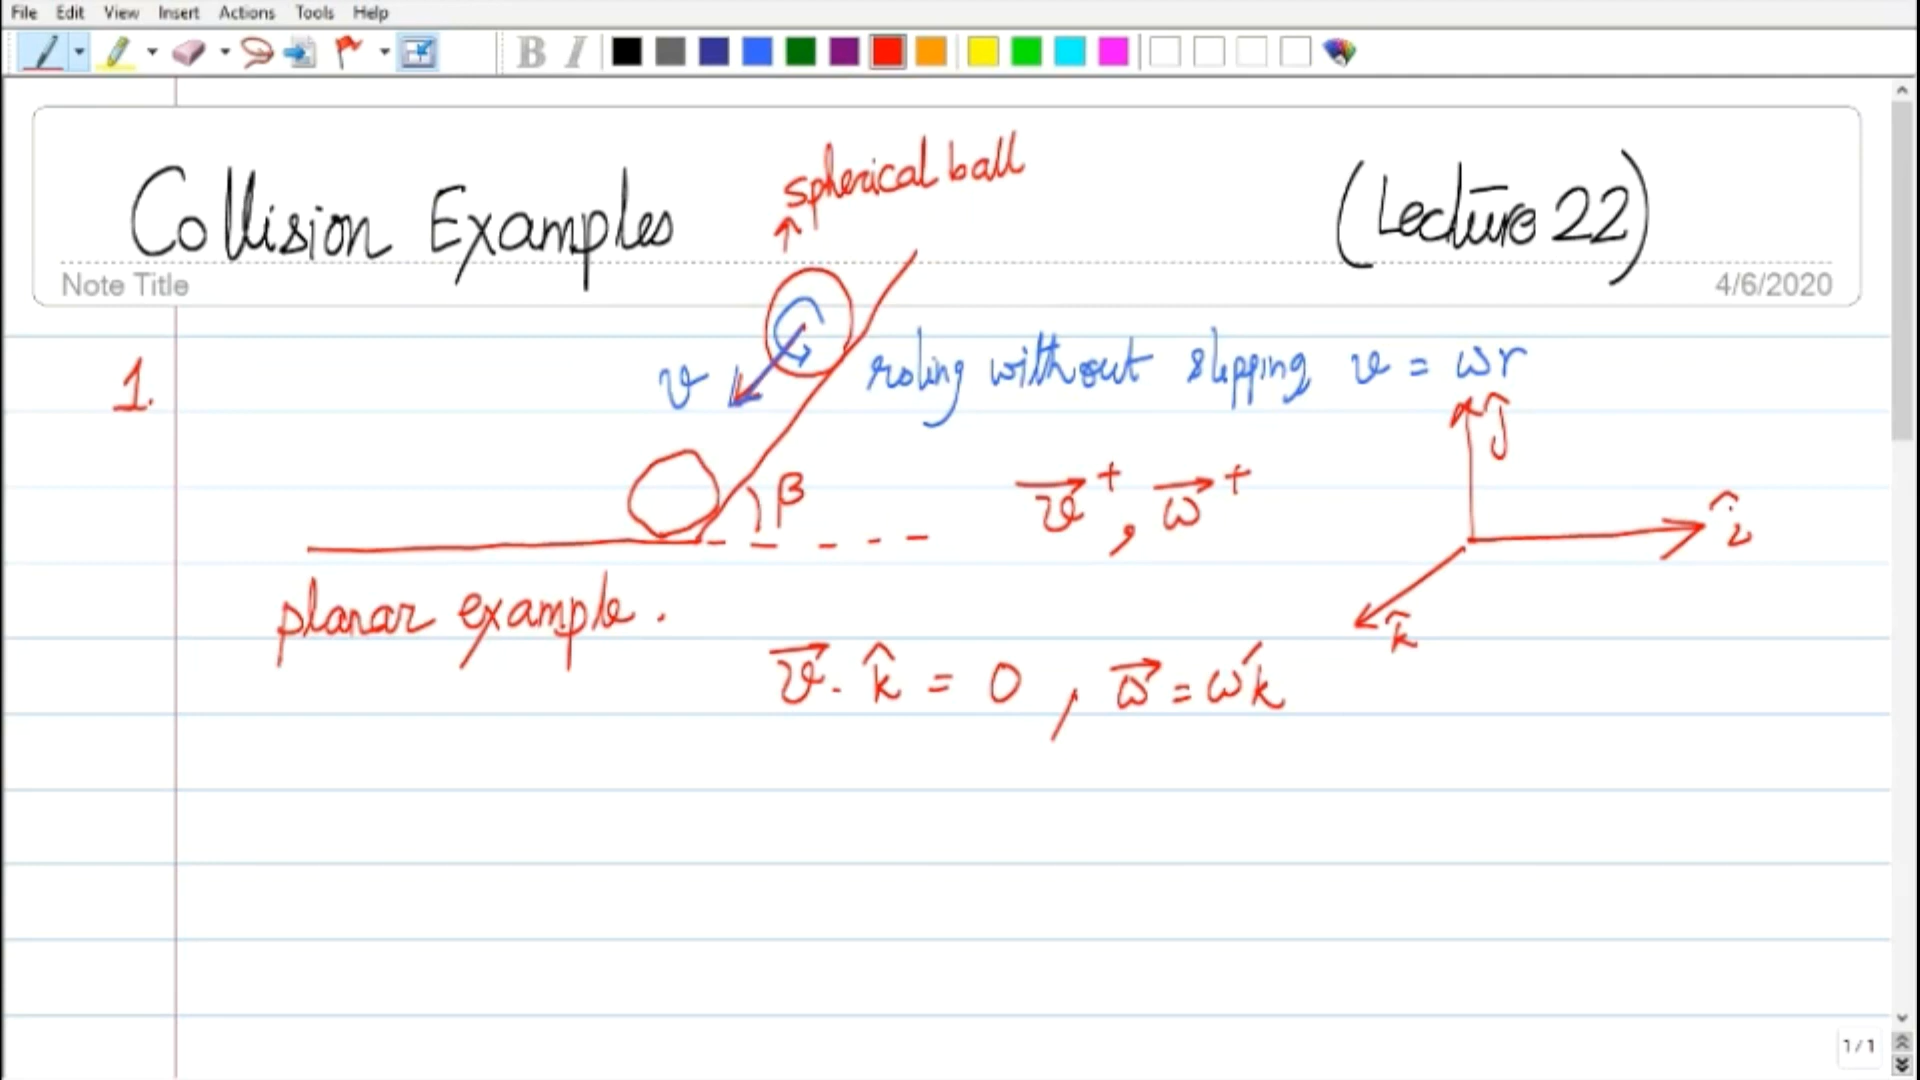 File Edit View Insert Actions Tools Help
B I
spherical ball
Collision Examples
(Lecture 22)
Note Title
4/6/2020
1.
v
roling without slipping v = ωr
ĵ
β
v⃗⁺, ω⃗⁺
î
k̂
planar example.
v⃗. k̂ = 0 , ω⃗ = ωk̂
1 / 1